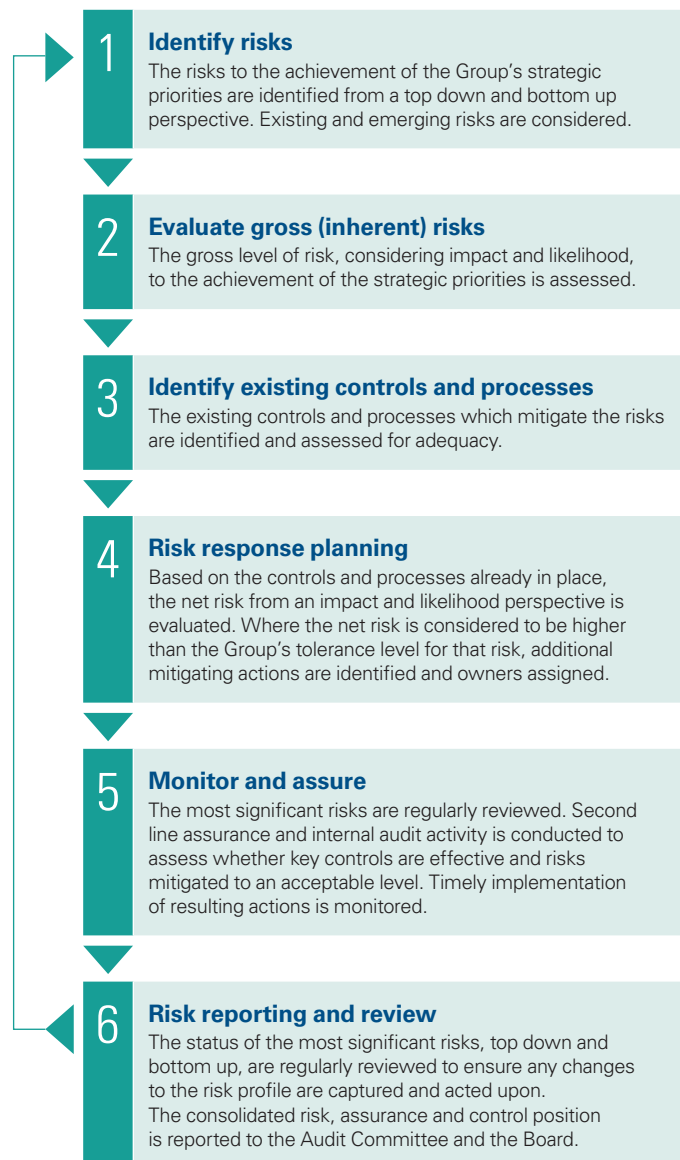 1
Identify risks
The risks to the achievement of the Group’s strategic
priorities are identified from a top down and bottom up
perspective. Existing and emerging risks are considered.
2
Evaluate gross (inherent) risks
The gross level of risk, considering impact and likelihood,
to the achievement of the strategic priorities is assessed.
3
Identify existing controls and processes
The existing controls and processes which mitigate the risks
are identified and assessed for adequacy.
4
Risk response planning
Based on the controls and processes already in place,
the net risk from an impact and likelihood perspective is
evaluated. Where the net risk is considered to be higher
than the Group’s tolerance level for that risk, additional
mitigating actions are identified and owners assigned.
5
Monitor and assure
The most significant risks are regularly reviewed. Second
line assurance and internal audit activity is conducted to
assess whether key controls are effective and risks
mitigated to an acceptable level. Timely implementation
of resulting actions is monitored.
6
Risk reporting and review
The status of the most significant risks, top down and
bottom up, are regularly reviewed to ensure any changes
to the risk profile are captured and acted upon.
The consolidated risk, assurance and control position
is reported to the Audit Committee and the Board.